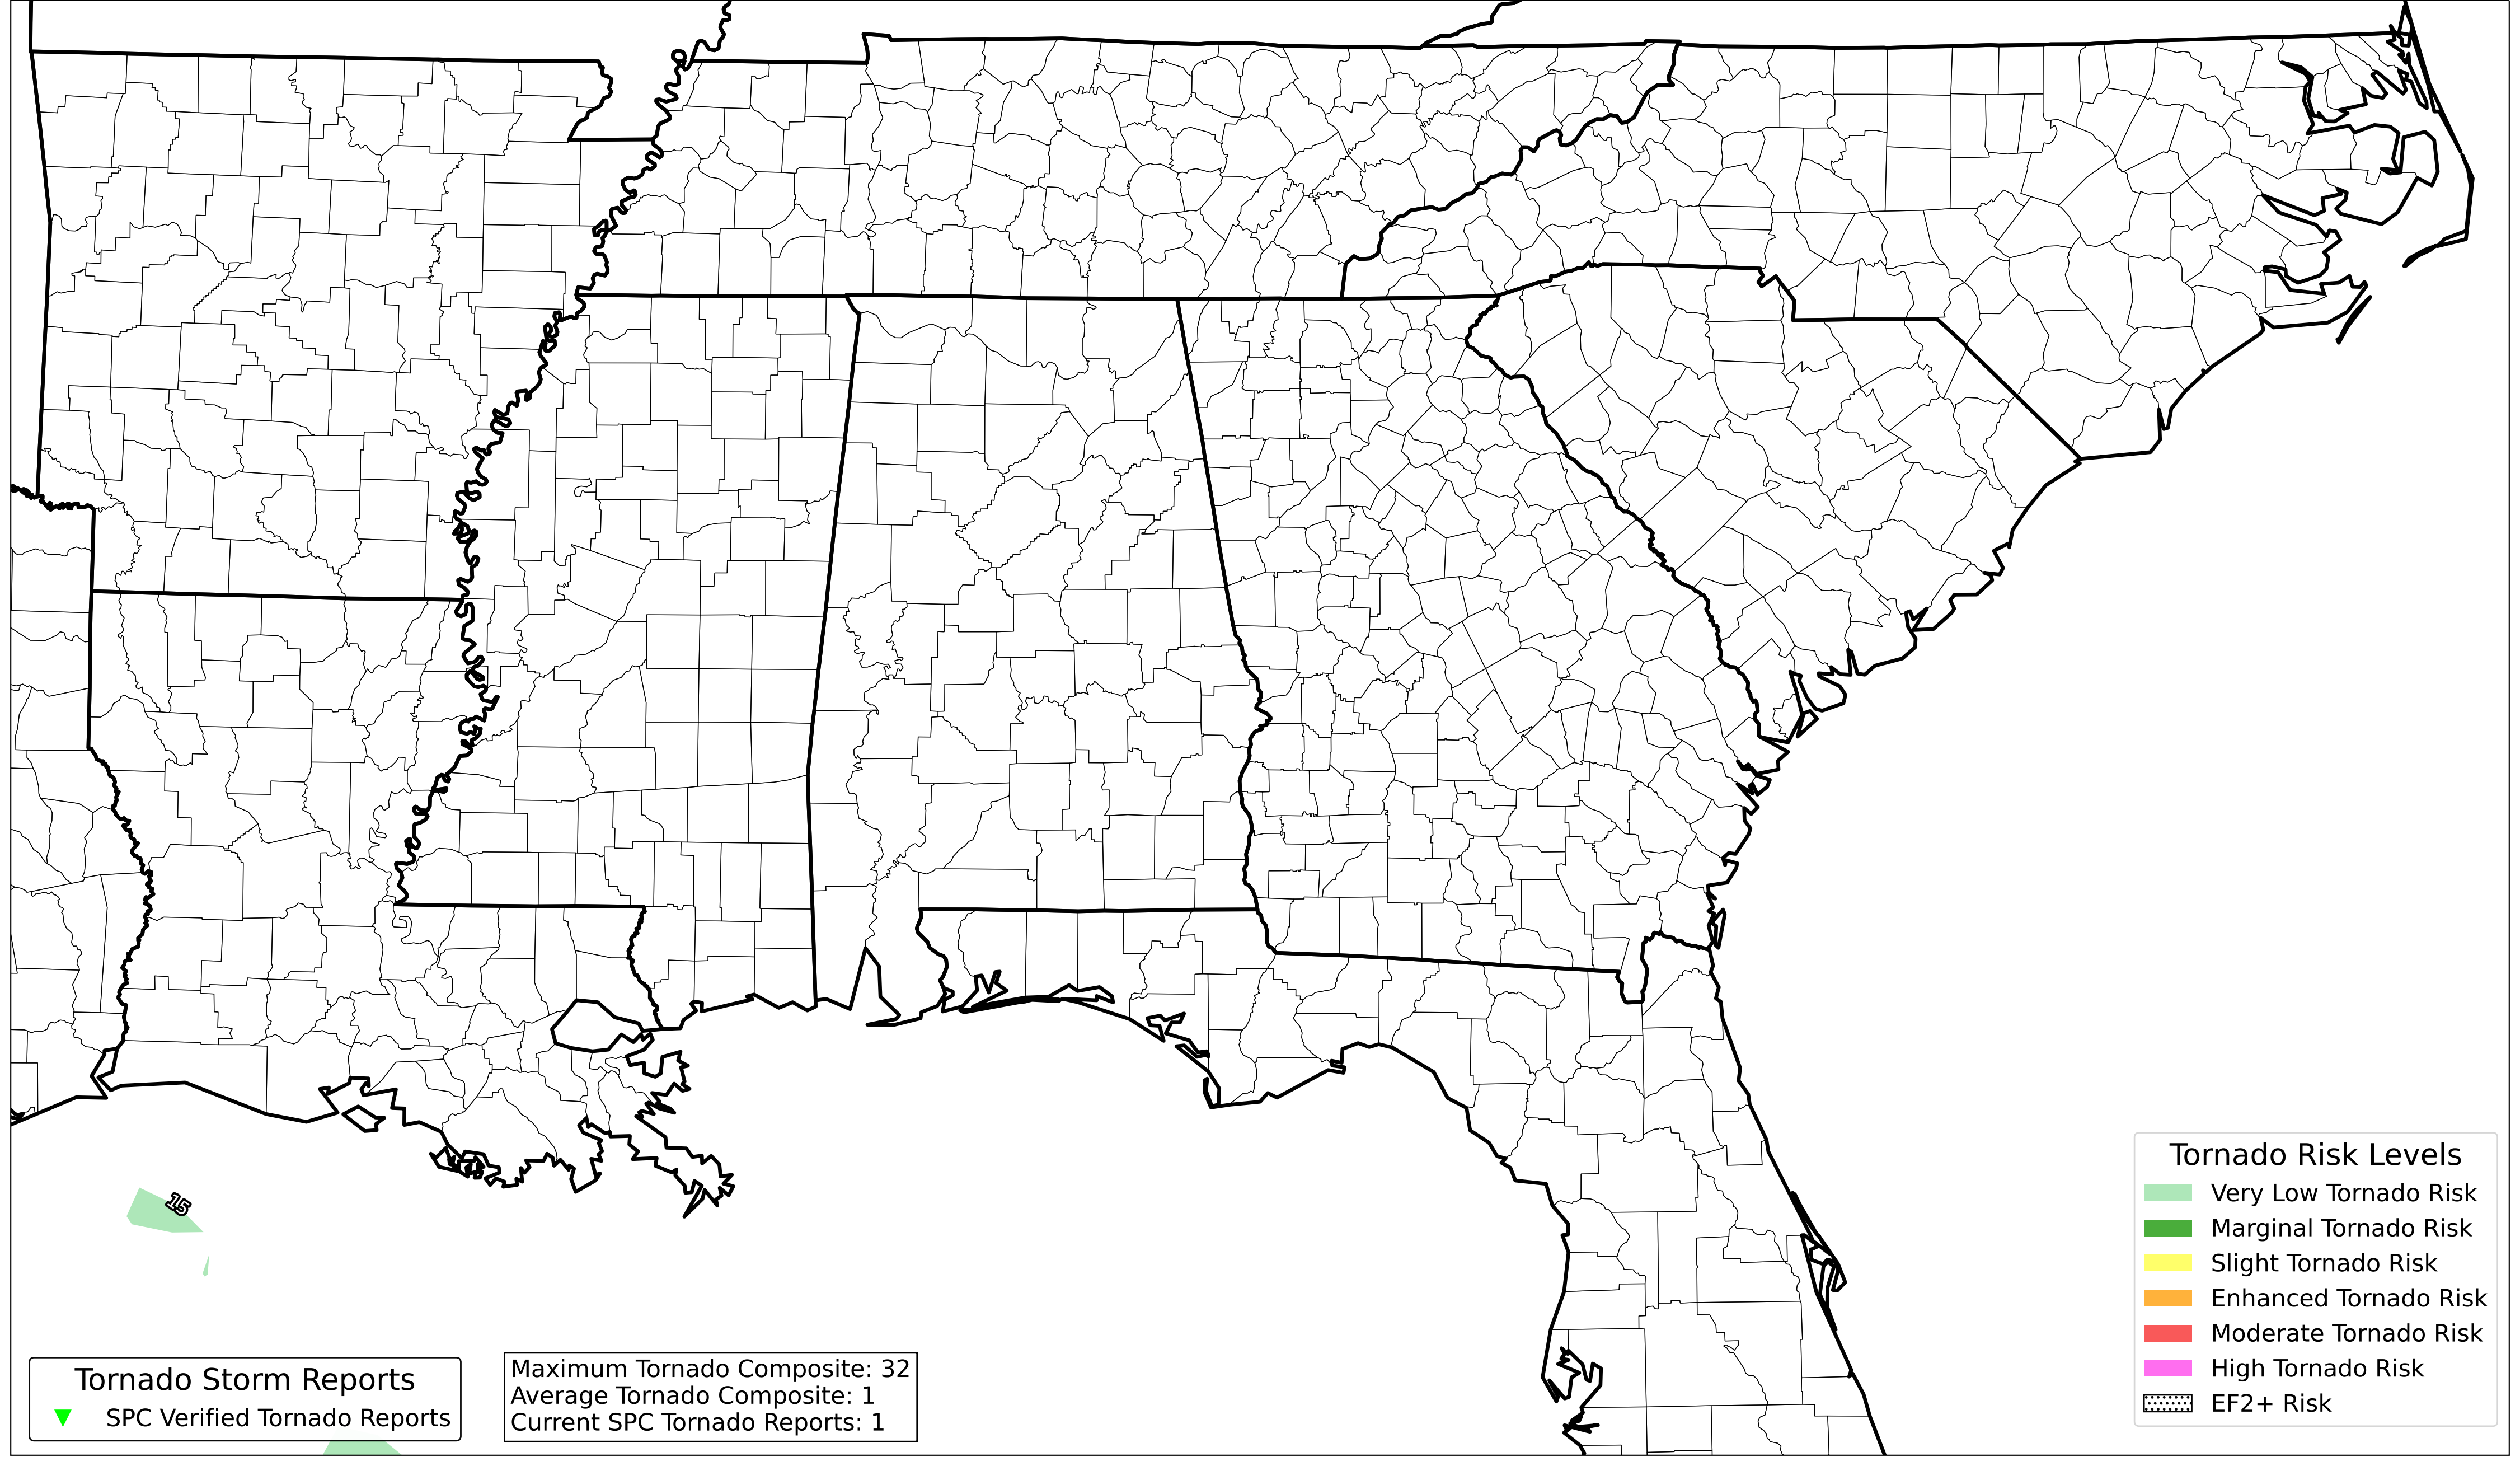 15
Tornado Storm Reports
SPC Verified Tornado Reports
Maximum Tornado Composite: 32
Average Tornado Composite: 1
Current SPC Tornado Reports: 1
Tornado Risk Levels
Very Low Tornado Risk
Marginal Tornado Risk
Slight Tornado Risk
Enhanced Tornado Risk
Moderate Tornado Risk
High Tornado Risk
EF2+ Risk